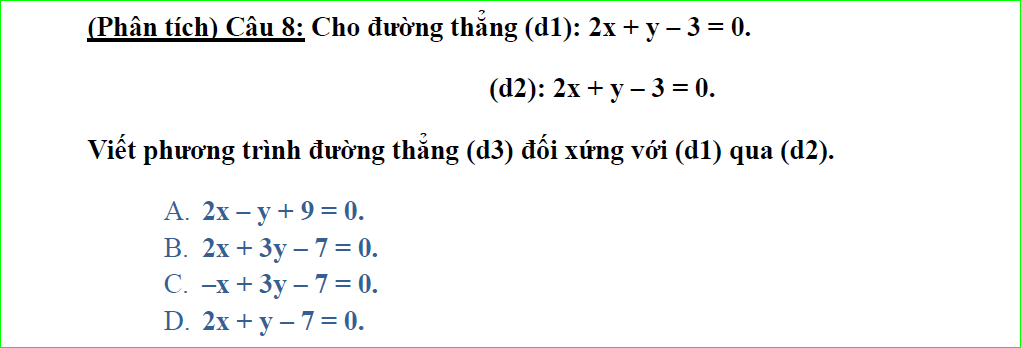 (Phân tích) Câu 8: Cho đường thẳng (d1): 2x + y – 3 = 0.
(d2): 2x + y – 3 = 0.
Viết phương trình đường thẳng (d3) đối xứng với (d1) qua (d2).
A. 2x – y + 9 = 0.
B. 2x + 3y – 7 = 0.
C. –x + 3y – 7 = 0.
D. 2x + y – 7 = 0.